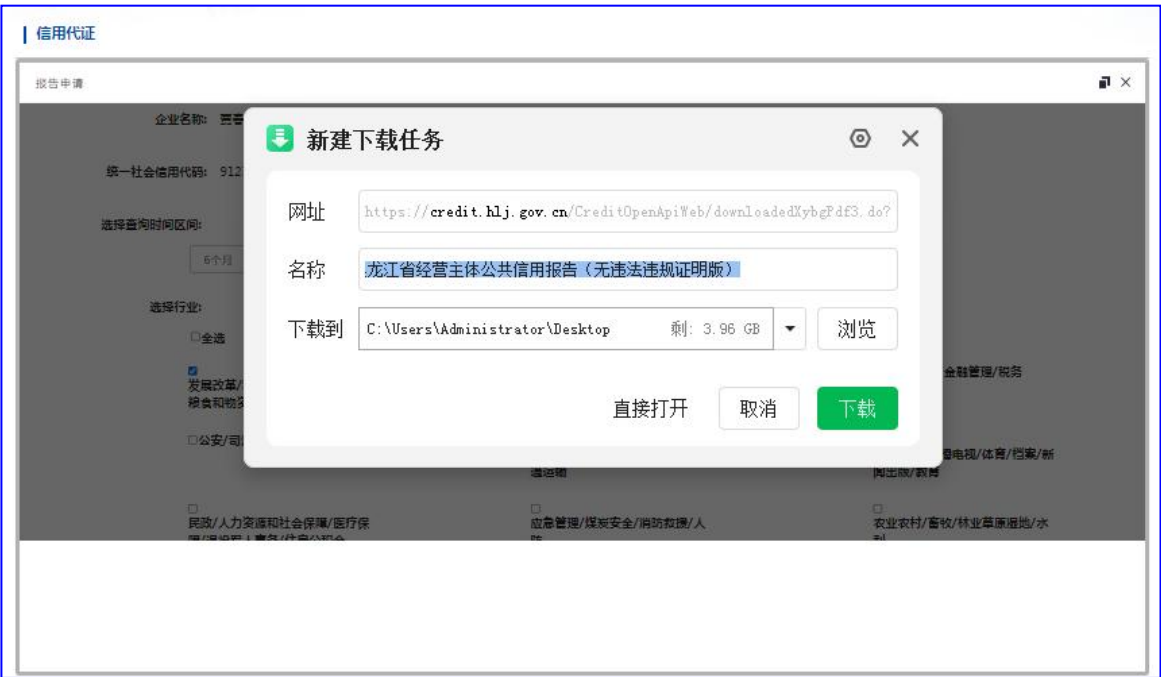 信用代证
报告申请
新建下载任务
企业名称:
统一社会信用代码: 912
网址 https://credit.hlj.gov.cn/CreditOpenApiWeb/downloadedXybgPdf3.do?
选择查询时间区间:
6个月
名称 龙江省经营主体公共信用报告（无违法违规证明版）
选择行业:
下载到 C:\Users\Administrator\Desktop 剩: 3.96 GB 浏览
全选
发展改革/ 金融管理/税务
粮食和物资
直接打开 取消 下载
公安/司
电视/体育/档案/新
通运输 闻出版/教育
民政/人力资源和社会保障/医疗保 应急管理/煤炭安全/消防救援/人 农业农村/畜牧/林业草原湿地/水
防 利